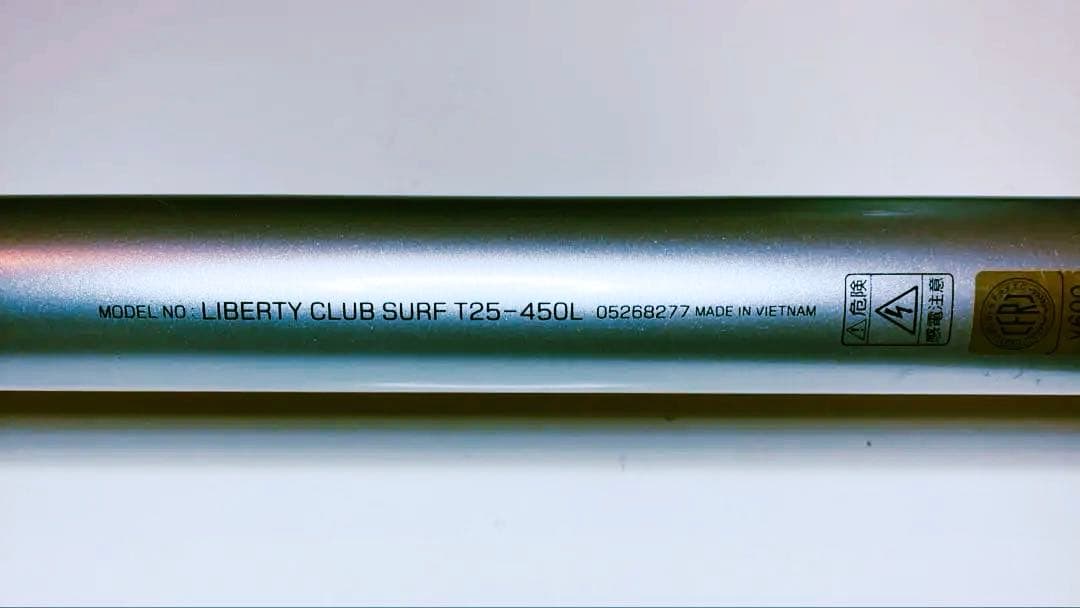 MODEL NO : LIBERTY CLUB SURF T25-450L 05268277 MADE IN VIETNAM
危険
感電注意